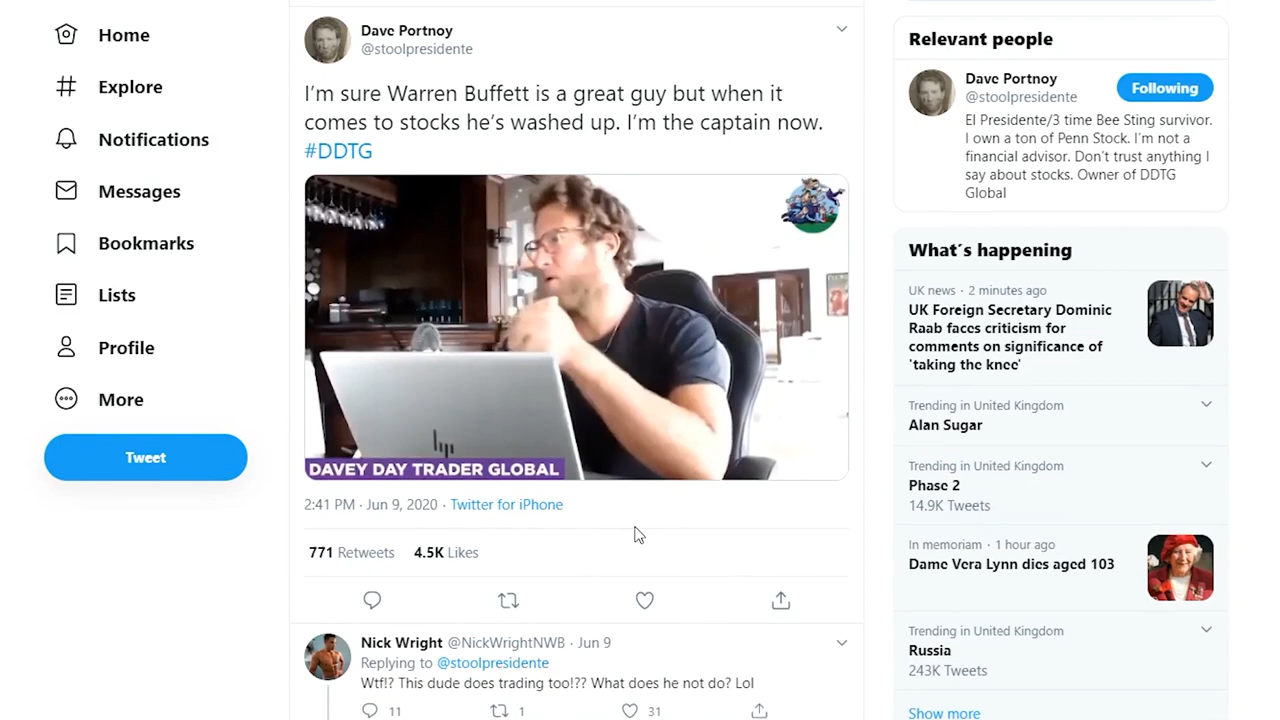 Home
Explore
Notifications
Messages
Bookmarks
Lists
Profile
More
Tweet
Dave Portnoy
@stoolpresidente
I'm sure Warren Buffett is a great guy but when it
comes to stocks he's washed up. I'm the captain now.
#DDTG
hp
DAVEY DAY TRADER GLOBAL
2:41 PM · Jun 9, 2020 · Twitter for iPhone
771 Retweets 4.5K Likes
Nick Wright @NickWrightNWB · Jun 9
Replying to @stoolpresidente
Wtf!? This dude does trading too!?? What does he not do? Lol
11 1 31
Relevant people
Dave Portnoy
@stoolpresidente
Following
El Presidente/3 time Bee Sting survivor.
I own a ton of Penn Stock. I'm not a
financial advisor. Don't trust anything I
say about stocks. Owner of DDTG
Global
What's happening
UK news · 2 minutes ago
UK Foreign Secretary Dominic
Raab faces criticism for
comments on significance of
'taking the knee'
Trending in United Kingdom
Alan Sugar
Trending in United Kingdom
Phase 2
14.9K Tweets
In memoriam · 1 hour ago
Dame Vera Lynn dies aged 103
Trending in United Kingdom
Russia
243K Tweets
Show more